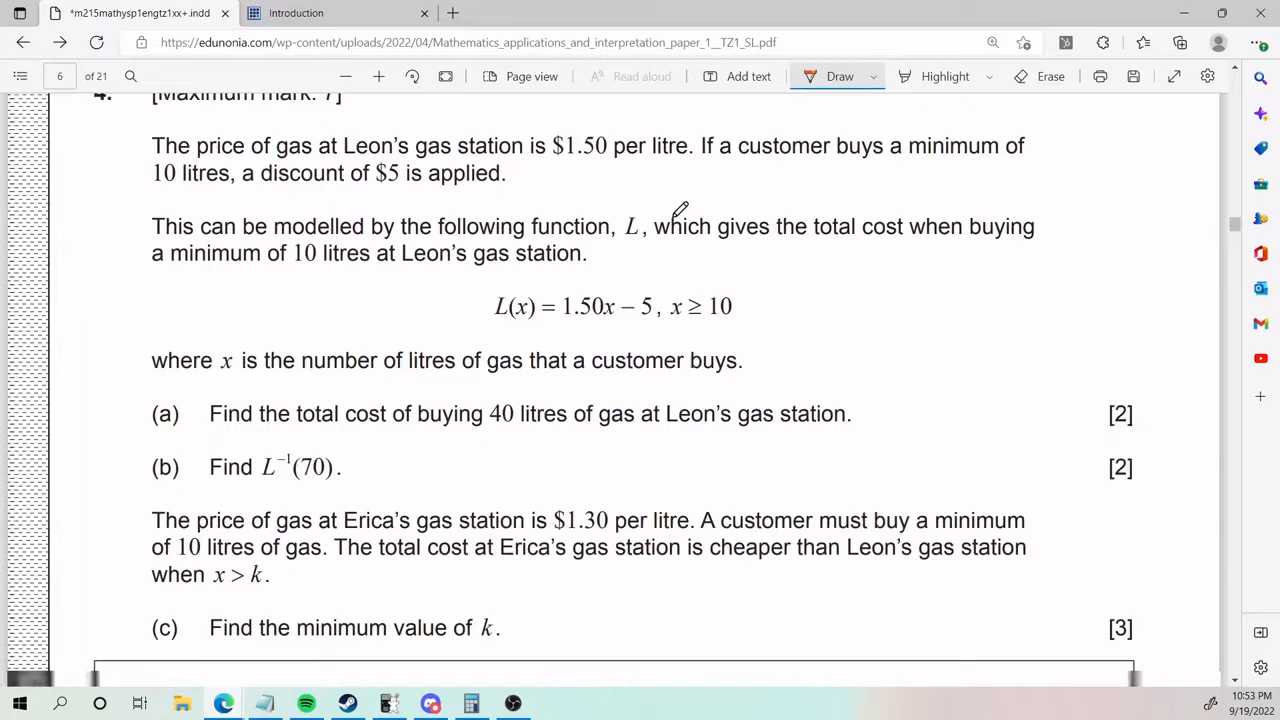 *m215mathysp1engtz1xx+.indd
Introduction
https://edunonia.com/wp-content/uploads/2022/04/Mathematics_applications_and_interpretation_paper_1__TZ1_SL.pdf
6 of 21 Page view Read aloud Add text Draw Highlight Erase
4. [Maximum mark: 7]
The price of gas at Leon’s gas station is $1.50 per litre. If a customer buys a minimum of
10 litres, a discount of $5 is applied.
This can be modelled by the following function, L, which gives the total cost when buying
a minimum of 10 litres at Leon’s gas station.
L(x) = 1.50x − 5, x ≥ 10
where x is the number of litres of gas that a customer buys.
(a) Find the total cost of buying 40 litres of gas at Leon’s gas station. [2]
(b) Find L⁻¹(70). [2]
The price of gas at Erica’s gas station is $1.30 per litre. A customer must buy a minimum
of 10 litres of gas. The total cost at Erica’s gas station is cheaper than Leon’s gas station
when x > k.
(c) Find the minimum value of k. [3]
10:53 PM
9/19/2022